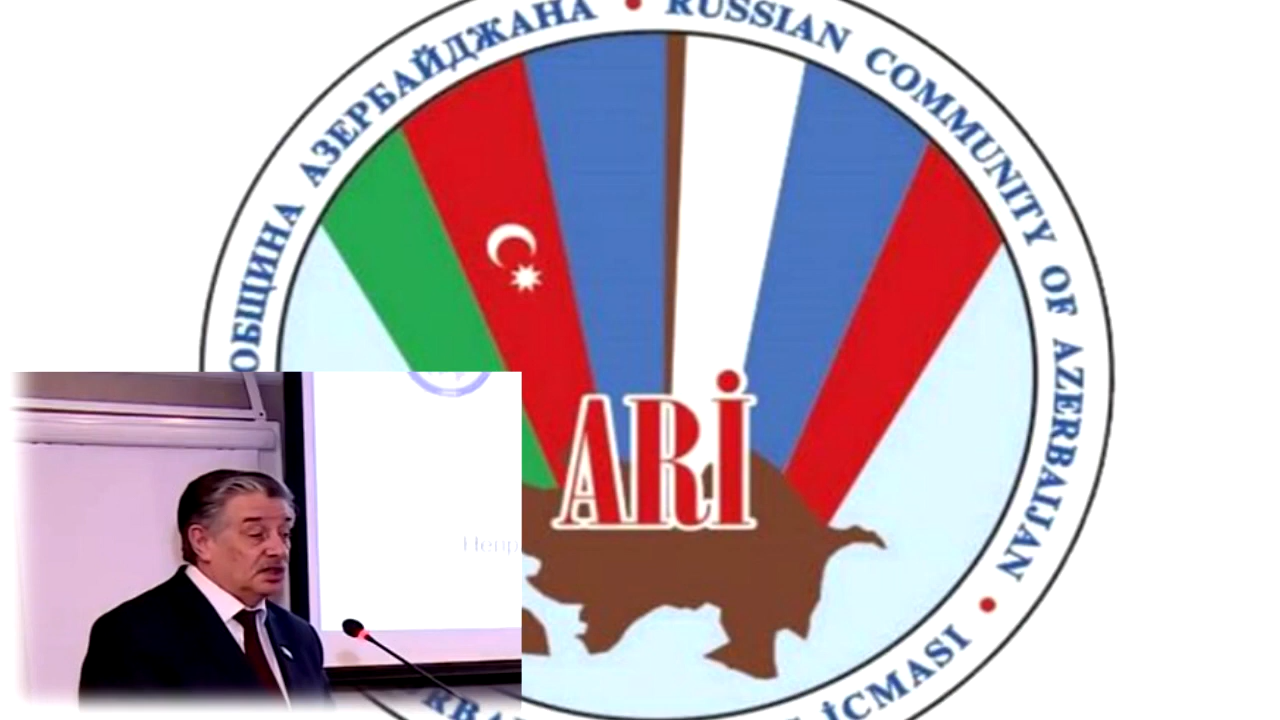 ОБЩИНА АЗЕРБАЙДЖАНА • RUSSIAN COMMUNITY OF AZERBAIJAN •
ARİ
İCMASI